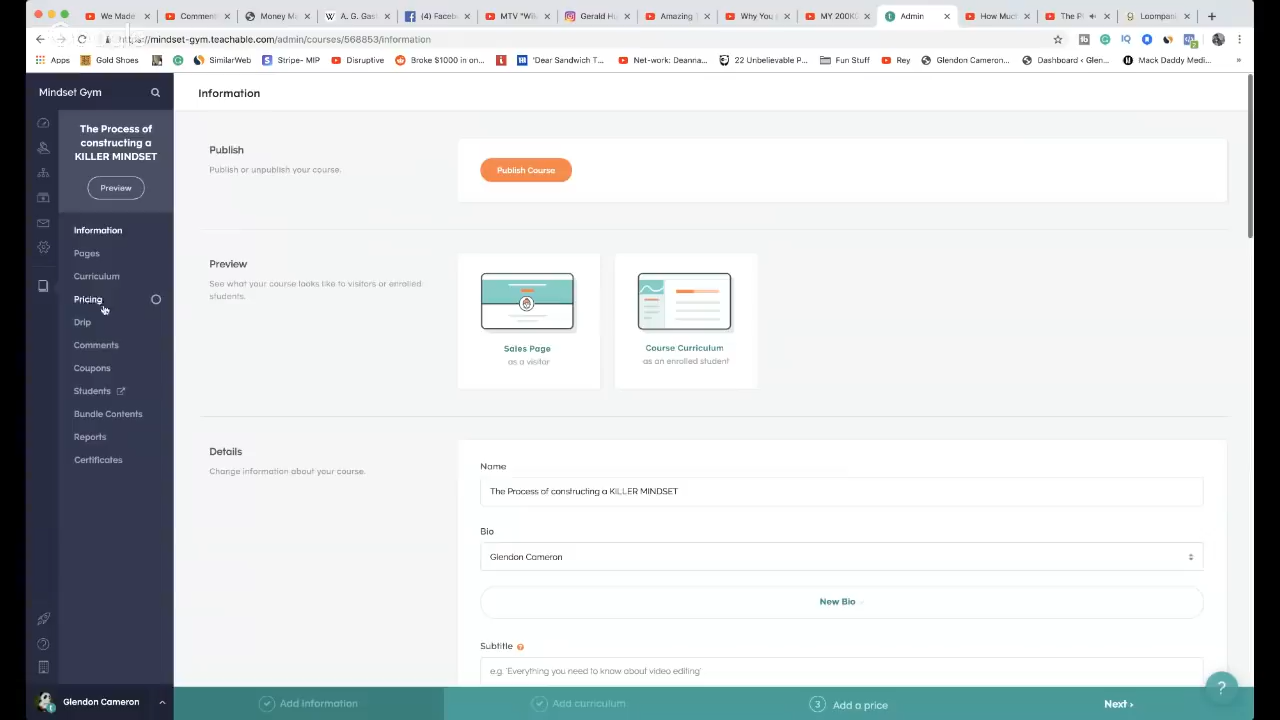 We Made
Comment
Money M
A. G. Gas
(4) Faceb
MTV "Wil
Gerald Hu
Amazing
Why You
MY 200K
Admin
How Much
The P
Loompani
https://mindset-gym.teachable.com/admin/courses/568853/information
Apps
Gold Shoes
SimilarWeb
Stripe- MIP
Disruptive
Broke $1000 in on...
'Dear Sandwich T...
Net-work: Deanna...
22 Unbelievable P...
Fun Stuff
Rey
Glendon Cameron...
Dashboard ‹ Glen...
Mack Daddy Medi...
»
Mindset Gym
The Process of
constructing a
KILLER MINDSET
Preview
Information
Pages
Curriculum
Pricing
Drip
Comments
Coupons
Students
Bundle Contents
Reports
Certificates
Glendon Cameron
Information
Publish
Publish or unpublish your course.
Publish Course
Preview
See what your course looks like to visitors or enrolled
students.
Sales Page
as a visitor
Course Curriculum
as an enrolled student
Details
Change information about your course.
Name
The Process of constructing a KILLER MINDSET
Bio
Glendon Cameron
New Bio
Subtitle ?
e.g. 'Everything you need to know about video editing'
?
Add information
Add curriculum
3 Add a price
Next ›